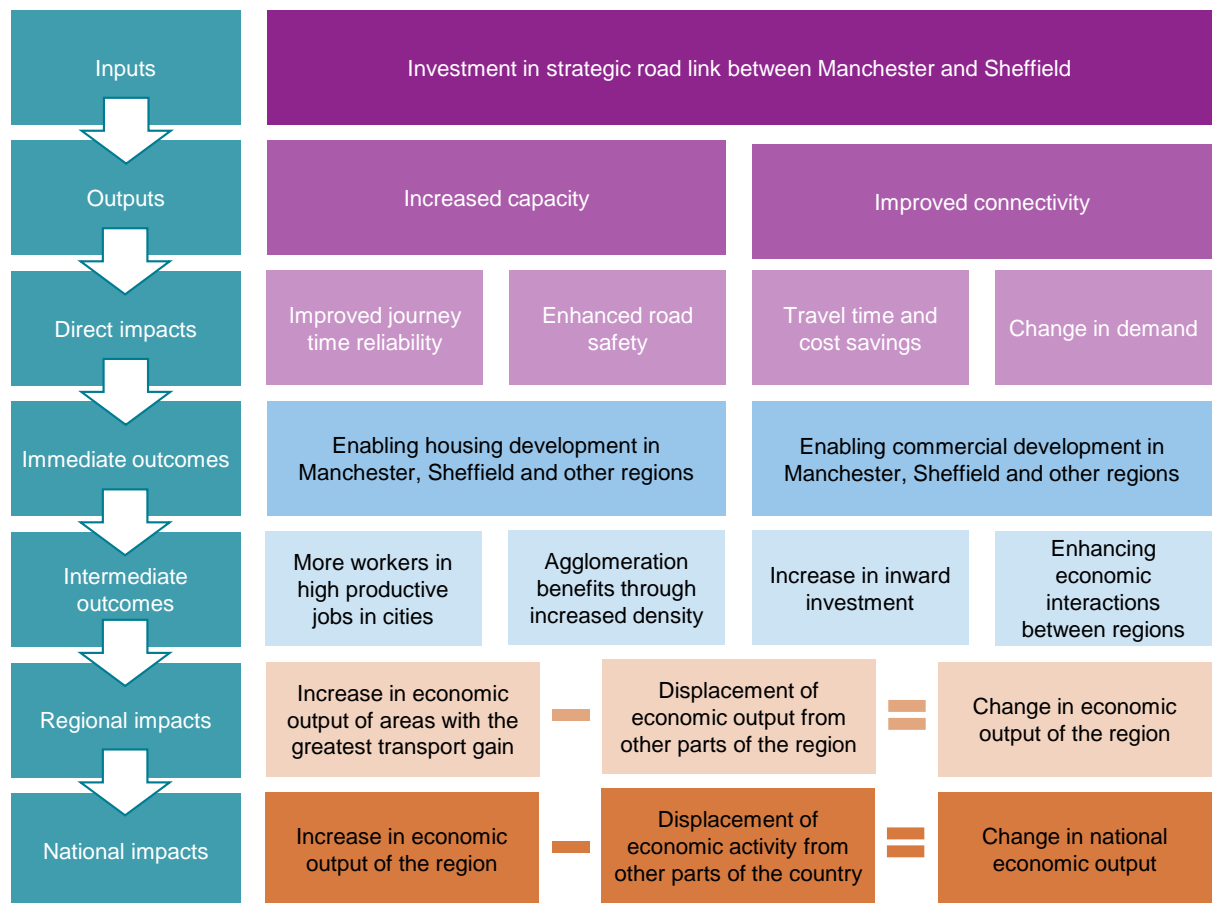 Inputs
Investment in strategic road link between Manchester and Sheffield
Outputs
Increased capacity
Improved connectivity
Direct impacts
Improved journey
time reliability
Enhanced road
safety
Travel time and
cost savings
Change in demand
Immediate outcomes
Enabling housing development in
Manchester, Sheffield and other regions
Enabling commercial development in
Manchester, Sheffield and other regions
Intermediate
outcomes
More workers in
high productive
jobs in cities
Agglomeration
benefits through
increased density
Increase in inward
investment
Enhancing
economic
interactions
between regions
Regional impacts
Increase in economic
output of areas with the
greatest transport gain
Displacement of
economic output from
other parts of the region
Change in economic
output of the region
National impacts
Increase in economic
output of the region
Displacement of
economic activity from
other parts of the country
Change in national
economic output